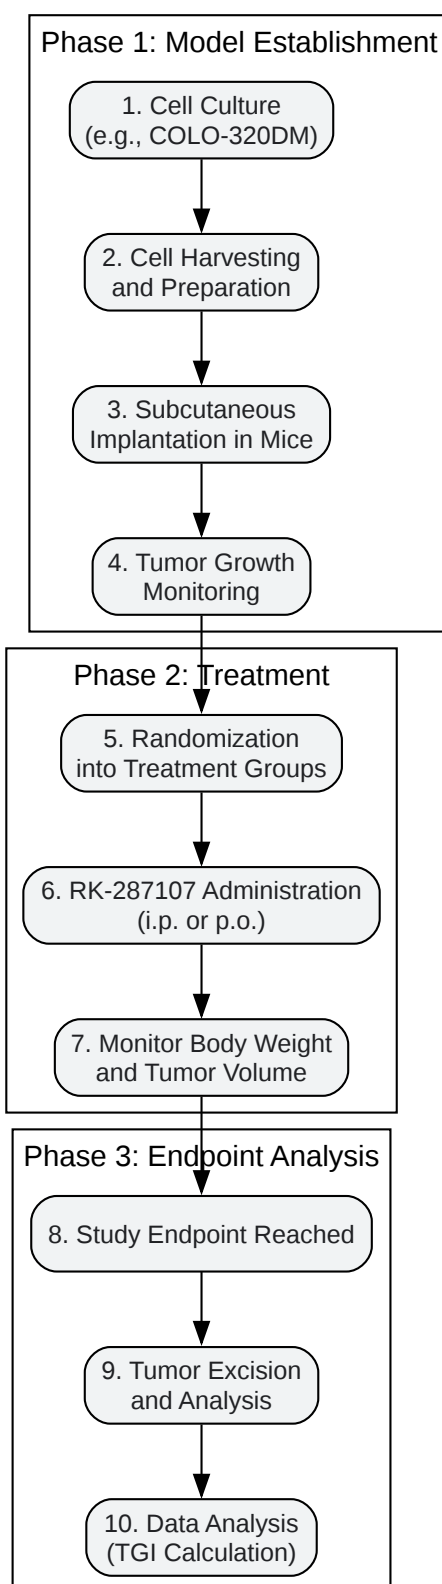 Phase 1: Model Establishment
1. Cell Culture
(e.g., COLO-320DM)
2. Cell Harvesting
and Preparation
3. Subcutaneous
Implantation in Mice
4. Tumor Growth
Monitoring
Phase 2: Treatment
5. Randomization
into Treatment Groups
6. RK-287107 Administration
(i.p. or p.o.)
7. Monitor Body Weight
and Tumor Volume
Phase 3: Endpoint Analysis
8. Study Endpoint Reached
9. Tumor Excision
and Analysis
10. Data Analysis
(TGI Calculation)